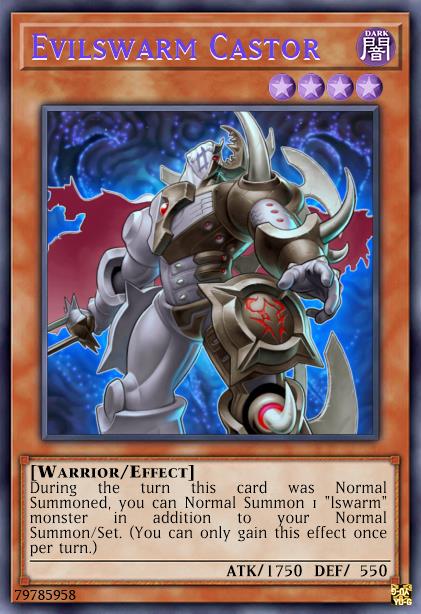 Evilswarm Castor
DARK
闇
[Warrior/Effect]
During the turn this card was Normal
Summoned, you can Normal Summon 1 "lswarm"
monster in addition to your Normal
Summon/Set. (You can only gain this effect once
per turn.)
ATK/1750 DEF/ 550
79785958